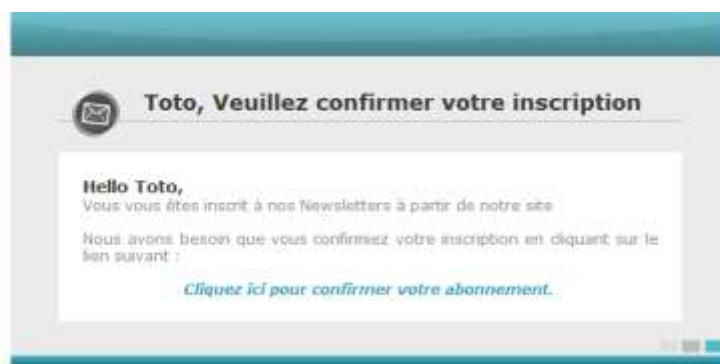 Toto, Veuillez confirmer votre inscription
Hello Toto,
Vous vous êtes inscrit à nos Newsletters à partir de notre site
Nous avons besoin que vous confirmiez votre inscription en cliquant sur le
lien suivant :
Cliquez ici pour confirmer votre abonnement.